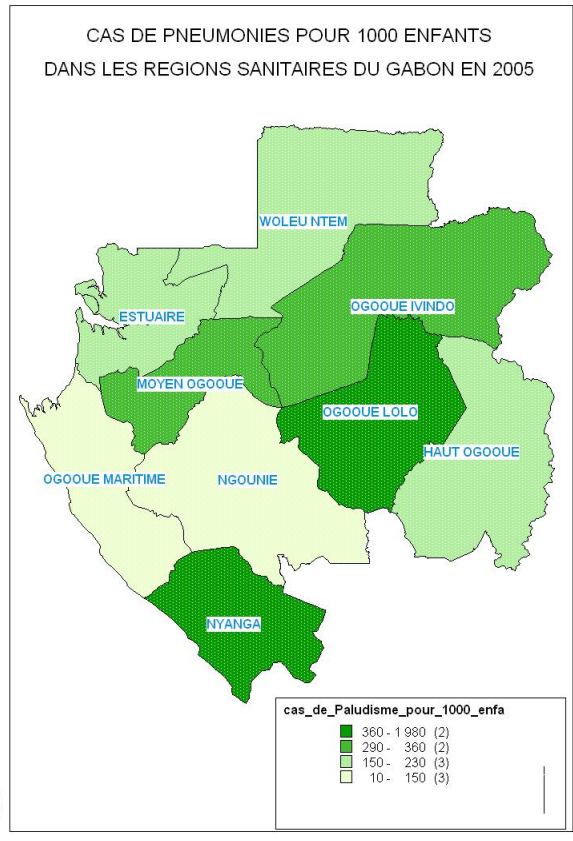 CAS DE PNEUMONIES POUR 1000 ENFANTS
DANS LES REGIONS SANITAIRES DU GABON EN 2005
WOLEU NTEM
OGOOUE IVINDO
ESTUAIRE
MOYEN OGOOUE
OGOOUE LOLO
HAUT OGOOUE
OGOOUE MARITIME
NGOUNIE
NYANGA
cas_de_Paludisme_pour_1000_enfa
360 - 1 980 (2)
290 - 360 (2)
150 - 230 (3)
10 - 150 (3)